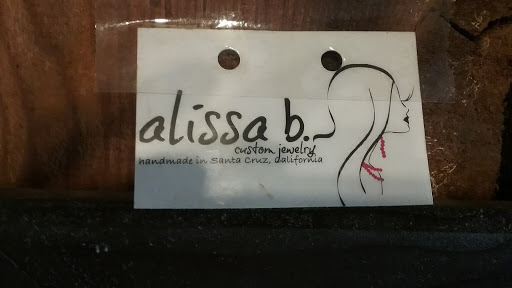 alissa b.
custom jewelry
handmade in Santa Cruz, California